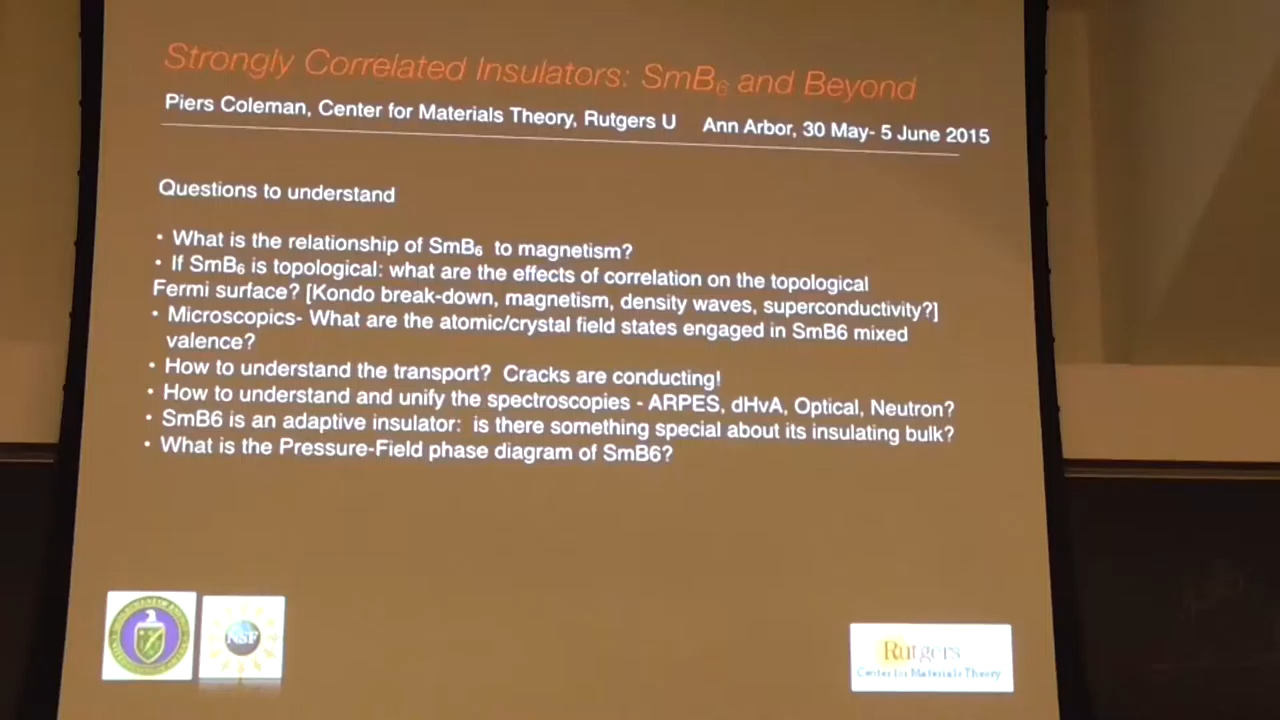 Strongly Correlated Insulators: SmB₆ and Beyond
Piers Coleman, Center for Materials Theory, Rutgers U Ann Arbor, 30 May- 5 June 2015
Questions to understand
• What is the relationship of SmB₆ to magnetism?
• If SmB₆ is topological: what are the effects of correlation on the topological
Fermi surface? [Kondo break-down, magnetism, density waves, superconductivity?]
• Microscopics- What are the atomic/crystal field states engaged in SmB6 mixed
valence?
• How to understand the transport? Cracks are conducting!
• How to understand and unify the spectroscopies - ARPES, dHvA, Optical, Neutron?
• SmB6 is an adaptive insulator: is there something special about its insulating bulk?
• What is the Pressure-Field phase diagram of SmB6?
NSF
Rutgers
Center for Materials Theory